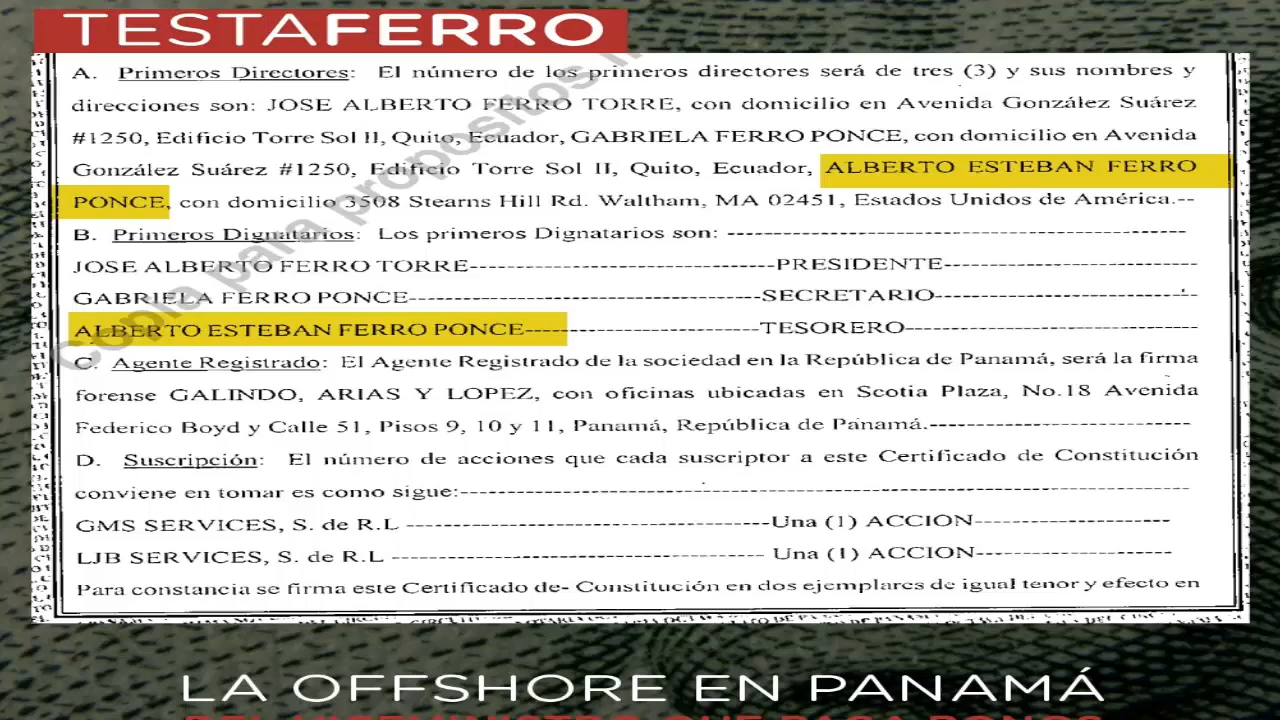 TESTAFERRO
A. Primeros Directores: El número de los primeros directores será de tres (3) y sus nombres y
direcciones son: JOSE ALBERTO FERRO TORRE, con domicilio en Avenida González Suárez
#1250, Edificio Torre Sol II, Quito, Ecuador, GABRIELA FERRO PONCE, con domicilio en Avenida
González Suárez #1250, Edificio Torre Sol II, Quito, Ecuador, ALBERTO ESTEBAN FERRO
PONCE, con domicilio 3508 Stearns Hill Rd. Waltham, MA 02451, Estados Unidos de América.--
B. Primeros Dignatarios: Los primeros Dignatarios son: --------------------------------------------------
JOSE ALBERTO FERRO TORRE---------------------------------PRESIDENTE---------------------------
GABRIELA FERRO PONCE--------------------------------------SECRETARIO----------------------------
ALBERTO ESTEBAN FERRO PONCE-------------------------TESORERO-------------------------------
C. Agente Registrado: El Agente Registrado de la sociedad en la República de Panamá, será la firma
forense GALINDO, ARIAS Y LOPEZ, con oficinas ubicadas en Scotia Plaza, No.18 Avenida
Federico Boyd y Calle 51, Pisos 9, 10 y 11, Panamá, República de Panamá.----------------------------
D. Suscripción: El número de acciones que cada suscriptor a este Certificado de Constitución
conviene en tomar es como sigue:------------------------------------------------------------------------------
GMS SERVICES, S. de R.L ---------------------------------------Una (1) ACCION---------------------
LJB SERVICES, S. de R.L ---------------------------------------- Una (1) ACCION---------------------
Para constancia se firma este Certificado de- Constitución en dos ejemplares de igual tenor y efecto en
Copia para propositos
LA OFFSHORE EN PANAMÁ